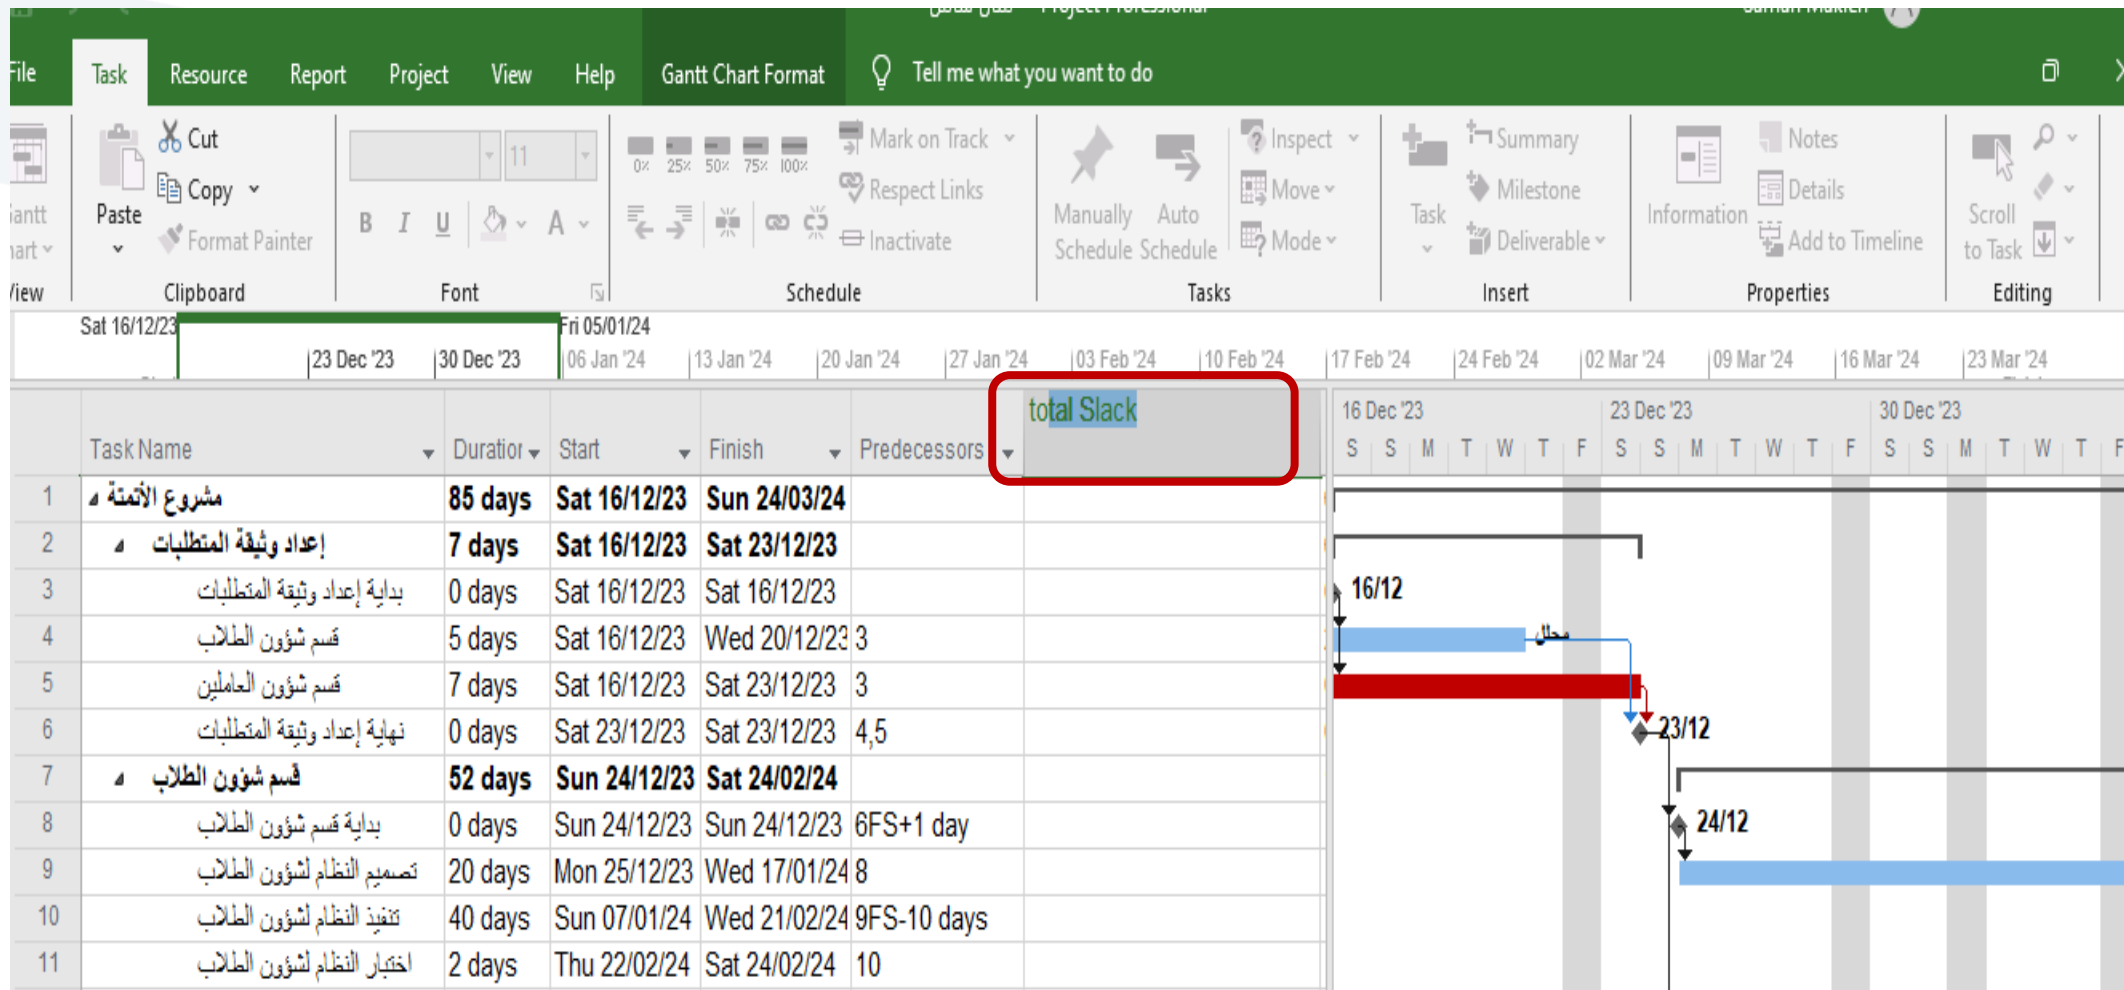 Project Professional
File Task Resource Report Project View Help Gantt Chart Format Tell me what you want to do
Paste
Cut
Copy
Format Painter
Clipboard
11
B I U A
Font
0% 25% 50% 75% 100%
Mark on Track
Respect Links
Inactivate
Schedule
Manually Schedule
Auto Schedule
Inspect
Move
Mode
Tasks
Task
Summary
Milestone
Deliverable
Insert
Information
Notes
Details
Add to Timeline
Properties
Scroll to Task
Editing
Sat 16/12/23 Fri 05/01/24
23 Dec '23 30 Dec '23 06 Jan '24 13 Jan '24 20 Jan '24 27 Jan '24 03 Feb '24 10 Feb '24 17 Feb '24 24 Feb '24 02 Mar '24 09 Mar '24 16 Mar '24 23 Mar '24
Task Name Duration Start Finish Predecessors total Slack
16 Dec '23 23 Dec '23 30 Dec '23
S S M T W T F S S M T W T F S S M T W T F
1 مشروع الأتمتة 85 days Sat 16/12/23 Sun 24/03/24
2 إعداد وثيقة المتطلبات 7 days Sat 16/12/23 Sat 23/12/23
3 بداية إعداد وثيقة المتطلبات 0 days Sat 16/12/23 Sat 16/12/23 16/12
4 قسم شؤون الطلاب 5 days Sat 16/12/23 Wed 20/12/23 3 محلل
5 قسم شؤون العاملين 7 days Sat 16/12/23 Sat 23/12/23 3
6 نهاية إعداد وثيقة المتطلبات 0 days Sat 23/12/23 Sat 23/12/23 4,5 23/12
7 قسم شؤون الطلاب 52 days Sun 24/12/23 Sat 24/02/24
8 بداية قسم شؤون الطلاب 0 days Sun 24/12/23 Sun 24/12/23 6FS+1 day 24/12
9 تصميم النظام لشؤون الطلاب 20 days Mon 25/12/23 Wed 17/01/24 8
10 تنفيذ النظام لشؤون الطلاب 40 days Sun 07/01/24 Wed 21/02/24 9FS-10 days
11 اختبار النظام لشؤون الطلاب 2 days Thu 22/02/24 Sat 24/02/24 10